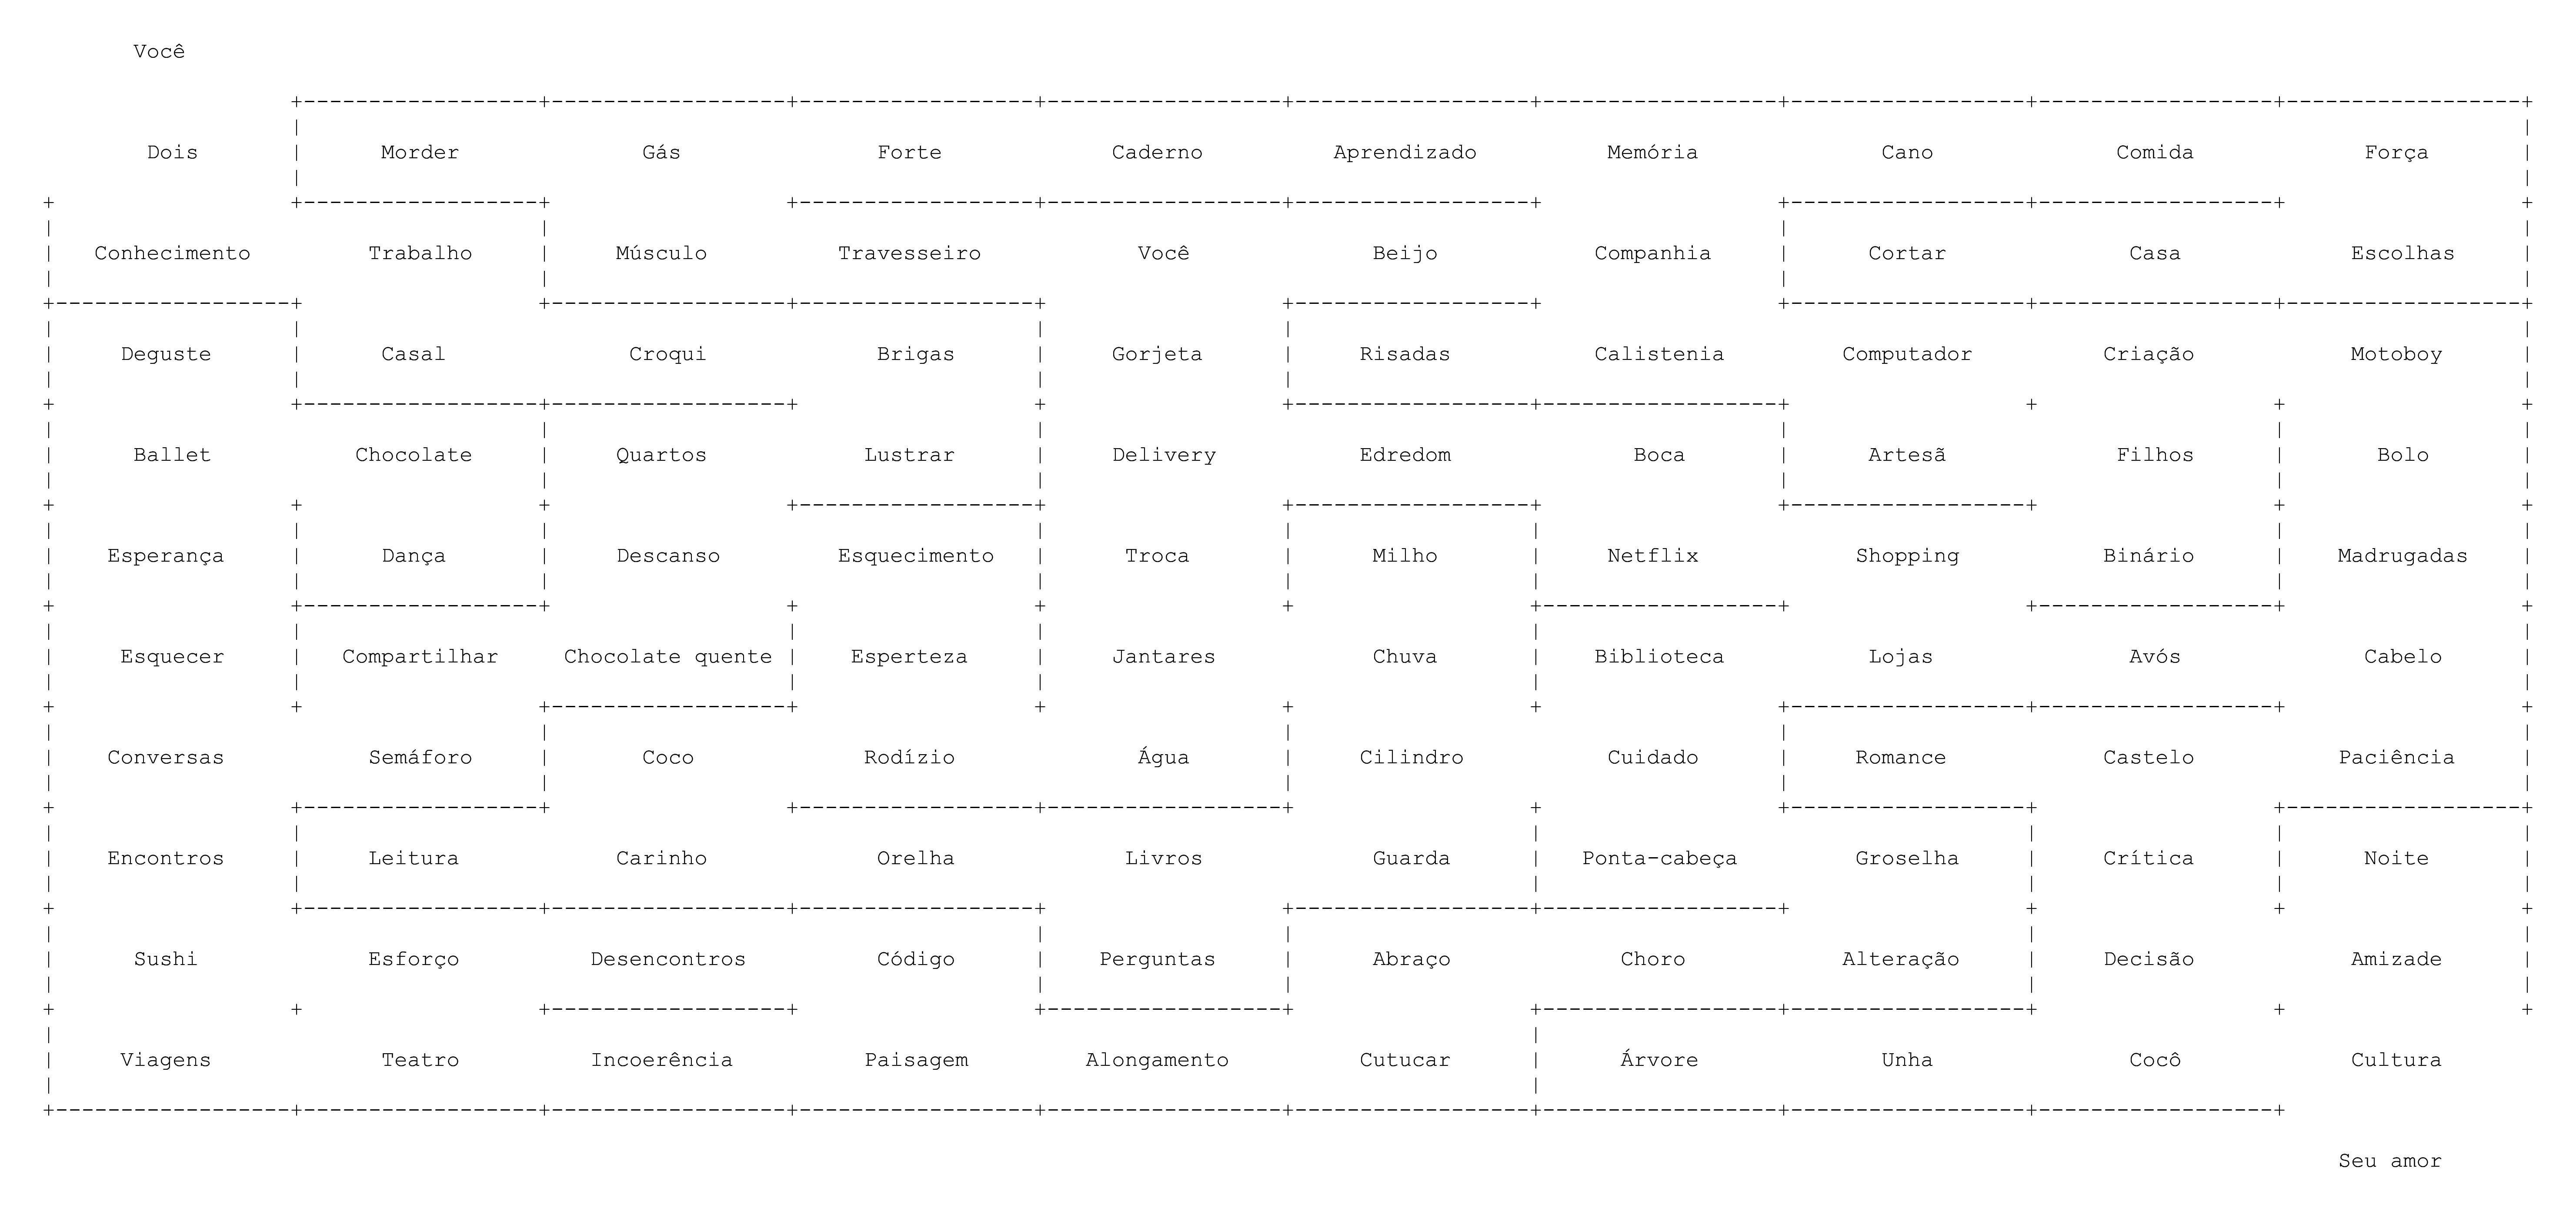 Você
Dois Morder Gás Forte Caderno Aprendizado Memória Cano Comida Força
Conhecimento Trabalho Músculo Travesseiro Você Beijo Companhia Cortar Casa Escolhas
Deguste Casal Croqui Brigas Gorjeta Risadas Calistenia Computador Criação Motoboy
Ballet Chocolate Quartos Lustrar Delivery Edredom Boca Artesã Filhos Bolo
Esperança Dança Descanso Esquecimento Troca Milho Netflix Shopping Binário Madrugadas
Esquecer Compartilhar Chocolate quente Esperteza Jantares Chuva Biblioteca Lojas Avós Cabelo
Conversas Semáforo Coco Rodízio Água Cilindro Cuidado Romance Castelo Paciência
Encontros Leitura Carinho Orelha Livros Guarda Ponta-cabeça Groselha Crítica Noite
Sushi Esforço Desencontros Código Perguntas Abraço Choro Alteração Decisão Amizade
Viagens Teatro Incoerência Paisagem Alongamento Cutucar Árvore Unha Cocô Cultura
Seu amor